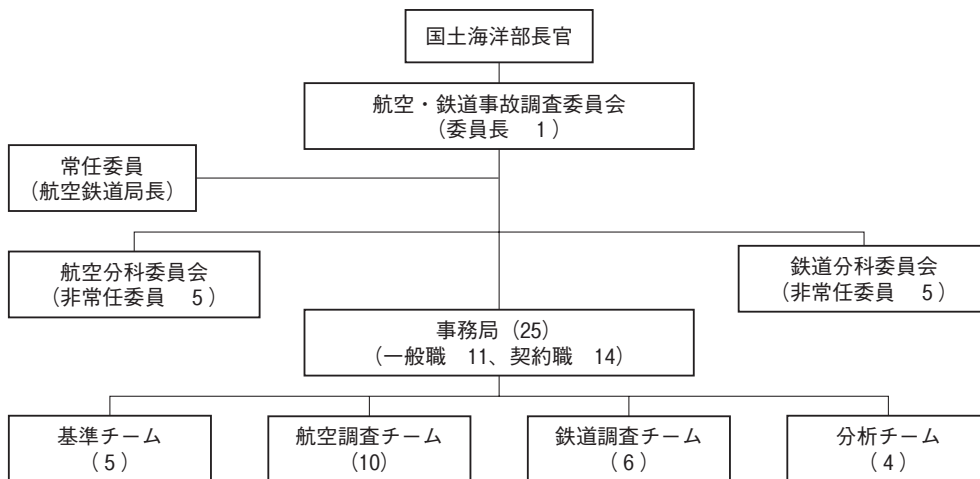 国土海洋部長官
航空・鉄道事故調査委員会
(委員長　1)
常任委員
(航空鉄道局長)
航空分科委員会
(非常任委員　5)
鉄道分科委員会
(非常任委員　5)
事務局(25)
(一般職　11、契約職　14)
基準チーム
(5)
航空調査チーム
(10)
鉄道調査チーム
(6)
分析チーム
(4)